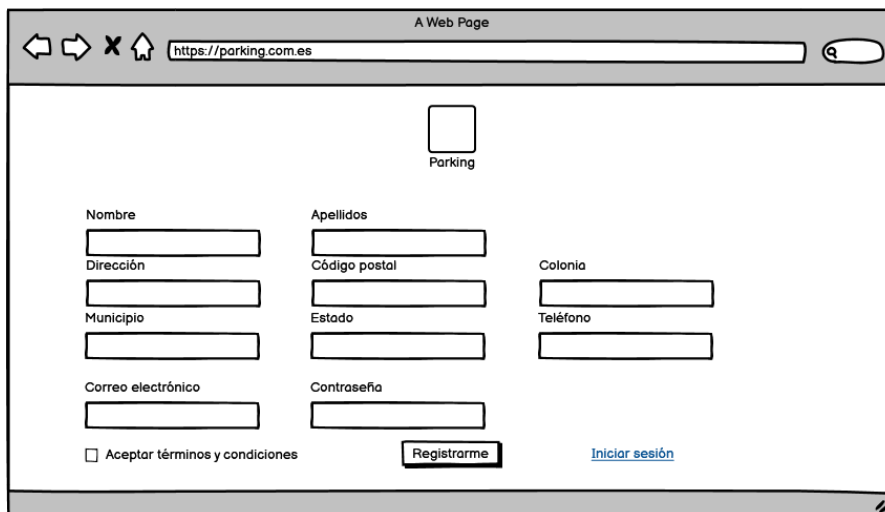 A Web Page
https://parking.com.es
Parking
Nombre Apellidos
Dirección Código postal Colonia
Municipio Estado Teléfono
Correo electrónico Contraseña
Aceptar términos y condiciones Registrarme Iniciar sesión